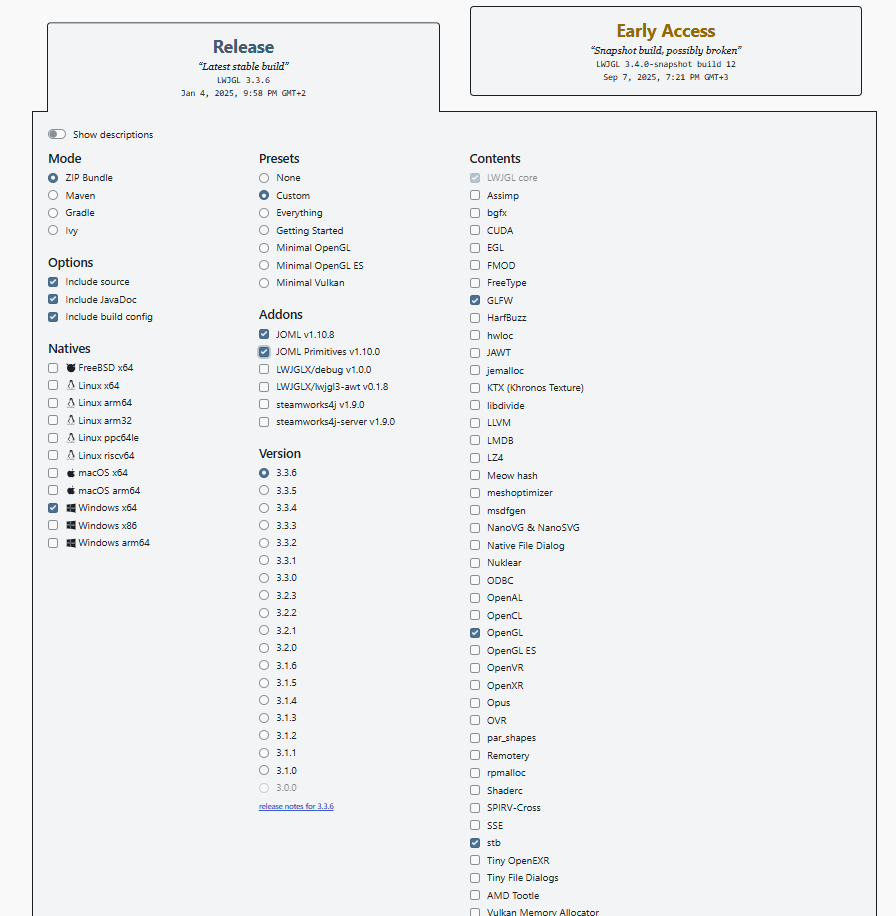 Release
“Latest stable build”
LWJGL 3.3.6
Jan 4, 2025, 9:58 PM GMT+2
Early Access
“Snapshot build, possibly broken”
LWJGL 3.4.0-snapshot build 12
Sep 7, 2025, 7:21 PM GMT+3
Show descriptions
Mode
ZIP Bundle
Maven
Gradle
Ivy
Options
Include source
Include JavaDoc
Include build config
Natives
FreeBSD x64
Linux x64
Linux arm64
Linux arm32
Linux ppc64le
Linux riscv64
macOS x64
macOS arm64
Windows x64
Windows x86
Windows arm64
Presets
None
Custom
Everything
Getting Started
Minimal OpenGL
Minimal OpenGL ES
Minimal Vulkan
Addons
JOML v1.10.8
JOML Primitives v1.10.0
LWJGLX/debug v1.0.0
LWJGLX/lwjgl3-awt v0.1.8
steamworks4j v1.9.0
steamworks4j-server v1.9.0
Version
3.3.6
3.3.5
3.3.4
3.3.3
3.3.2
3.3.1
3.3.0
3.2.3
3.2.2
3.2.1
3.2.0
3.1.6
3.1.5
3.1.4
3.1.3
3.1.2
3.1.1
3.1.0
3.0.0
release notes for 3.3.6
Contents
LWJGL core
Assimp
bgfx
CUDA
EGL
FMOD
FreeType
GLFW
HarfBuzz
hwloc
JAWT
jemalloc
KTX (Khronos Texture)
libdivide
LLVM
LMDB
LZ4
Meow hash
meshoptimizer
msdfgen
NanoVG & NanoSVG
Native File Dialog
Nuklear
ODBC
OpenAL
OpenCL
OpenGL
OpenGL ES
OpenVR
OpenXR
Opus
OVR
par_shapes
Remotery
rpmalloc
Shaderc
SPIRV-Cross
SSE
stb
Tiny OpenEXR
Tiny File Dialogs
AMD Tootle
Vulkan Memory Allocator